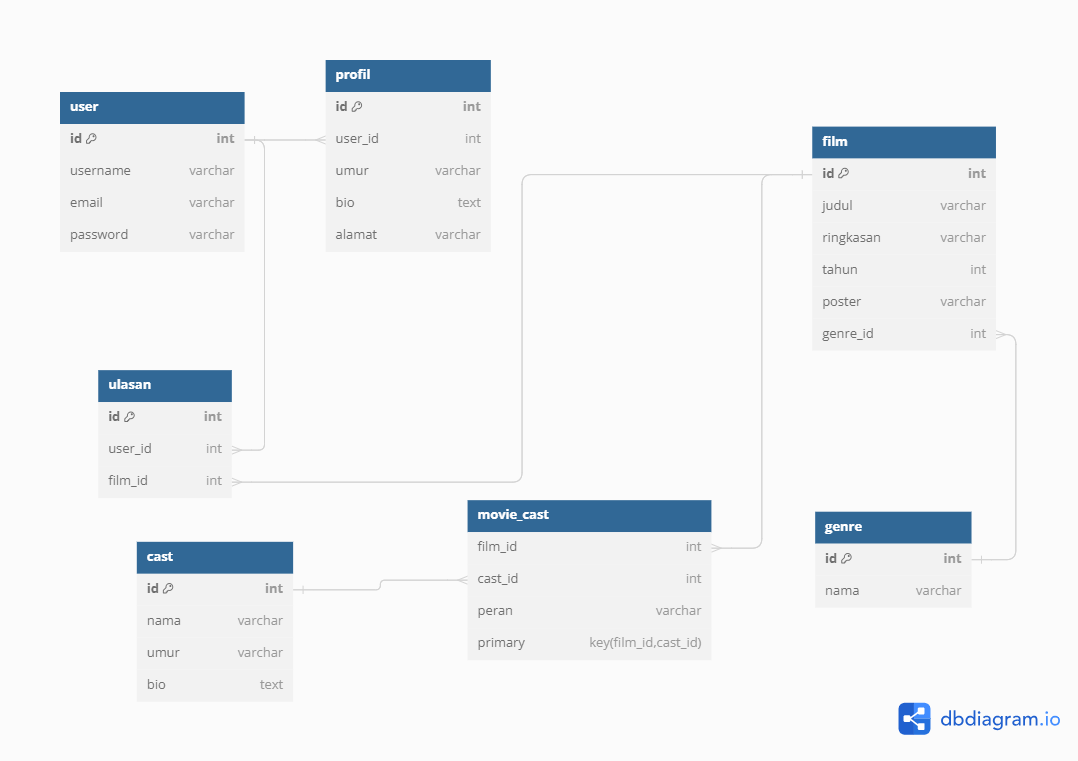 user
id int
username varchar
email varchar
password varchar
profil
id int
user_id int
umur varchar
bio text
alamat varchar
film
id int
judul varchar
ringkasan varchar
tahun int
poster varchar
genre_id int
ulasan
id int
user_id int
film_id int
cast
id int
nama varchar
umur varchar
bio text
movie_cast
film_id int
cast_id int
peran varchar
primary key(film_id,cast_id)
genre
id int
nama varchar
dbdiagram.io